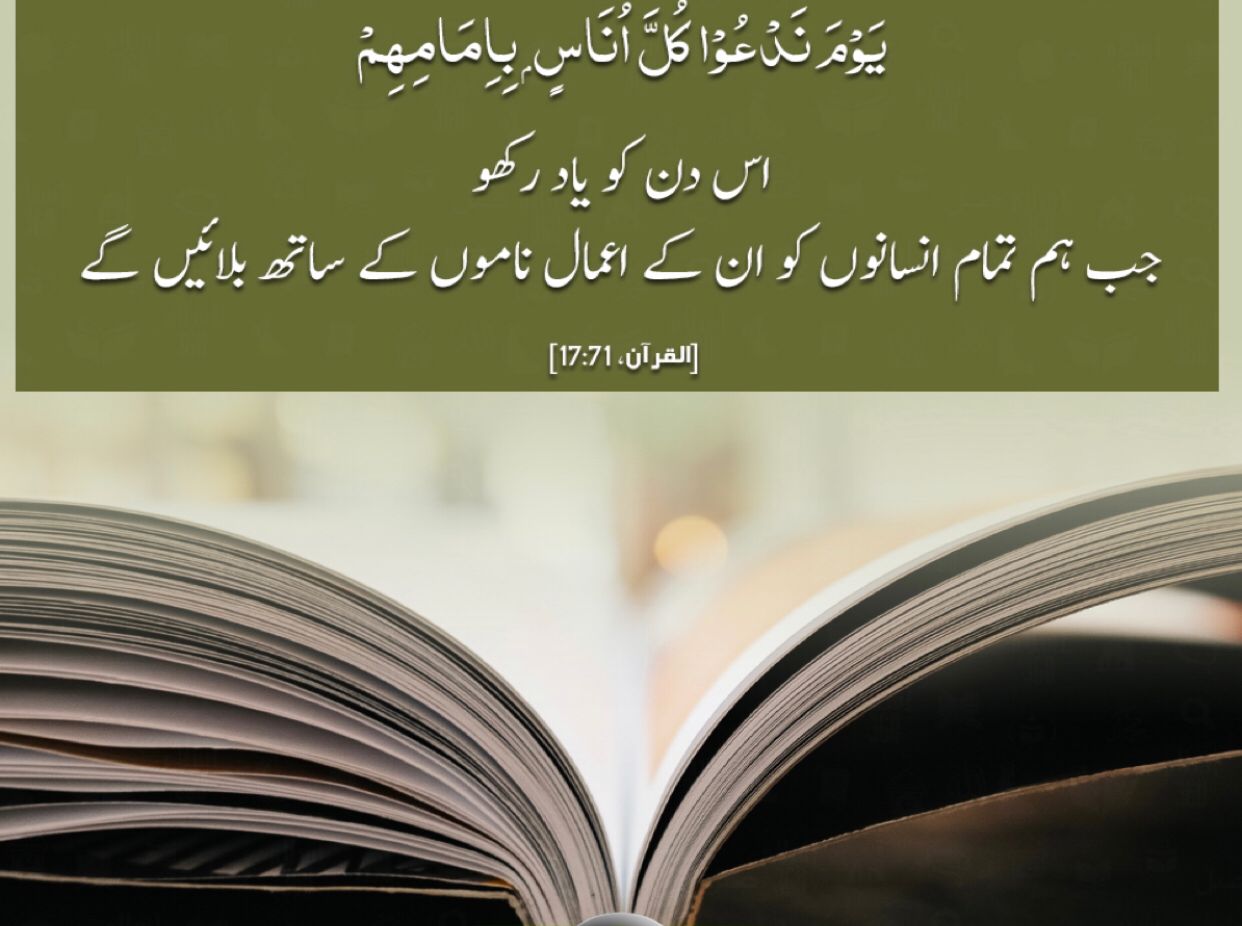 يَوْمَ نَدْعُوْا كُلَّ اُنَاسٍۭ بِاِمَامِهِمْ
اس دن کو یاد رکھو
جب ہم تمام انسانوں کو ان کے اعمال ناموں کے ساتھ بلائیں گے
[القرآن، 17:71]